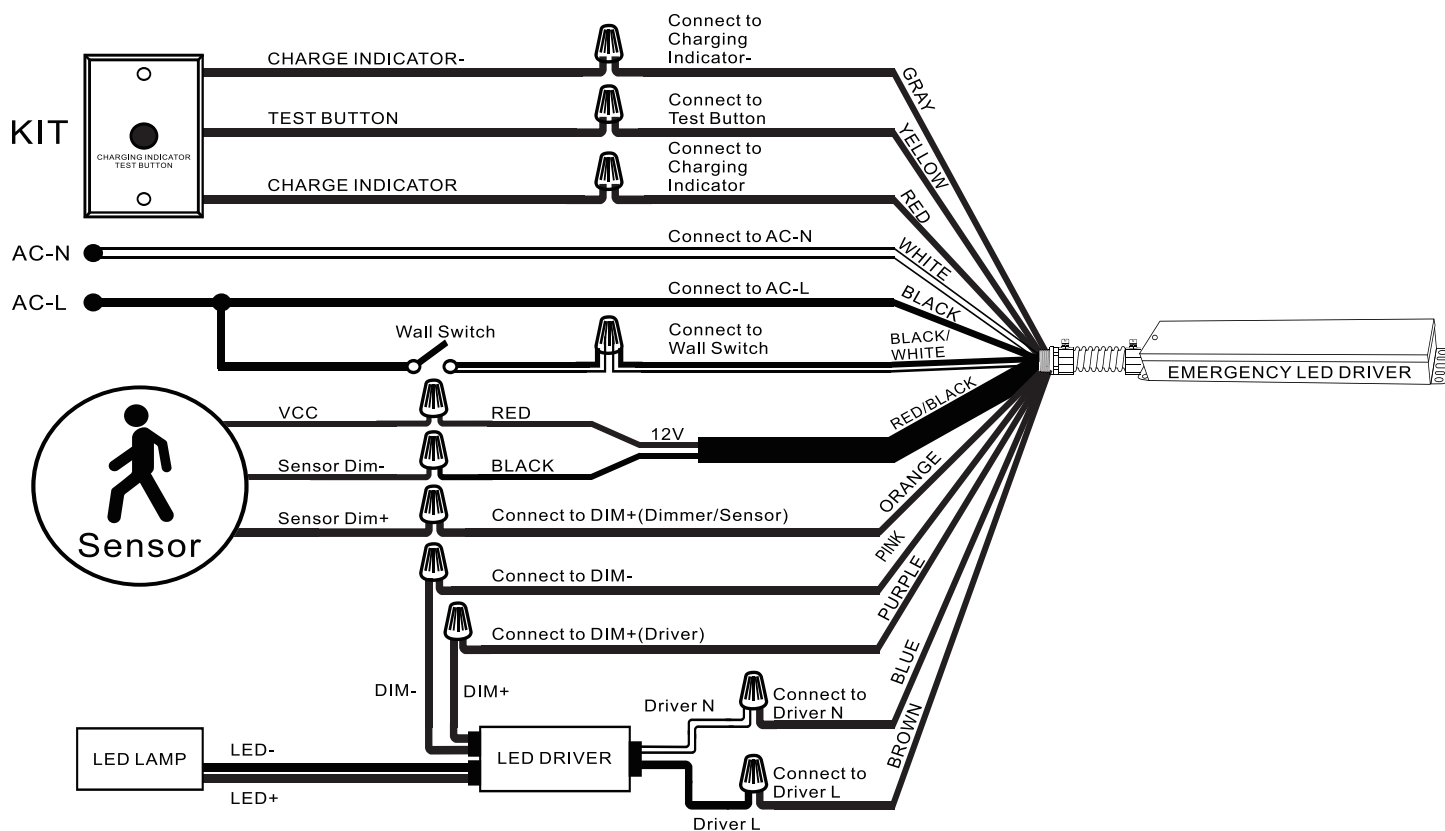 Connect to
Charging
Indicator-
CHARGE INDICATOR-
GRAY
KIT
TEST BUTTON
Connect to
Test Button
YELLOW
CHARGING INDICATOR
TEST BUTTON
CHARGE INDICATOR
Connect to
Charging
Indicator
RED
AC-N
Connect to AC-N
WHITE
AC-L
Connect to AC-L
BLACK
Wall Switch
Connect to
Wall Switch
BLACK/
WHITE
EMERGENCY LED DRIVER
VCC
RED
12V
RED/BLACK
Sensor Dim-
BLACK
ORANGE
Sensor Dim+
Connect to DIM+(Dimmer/Sensor)
Sensor
PINK
Connect to DIM-
PURPLE
Connect to DIM+(Driver)
BLUE
DIM-
DIM+
Driver N
Connect to
Driver N
BROWN
LED LAMP
LED-
LED+
LED DRIVER
Connect to
Driver L
Driver L